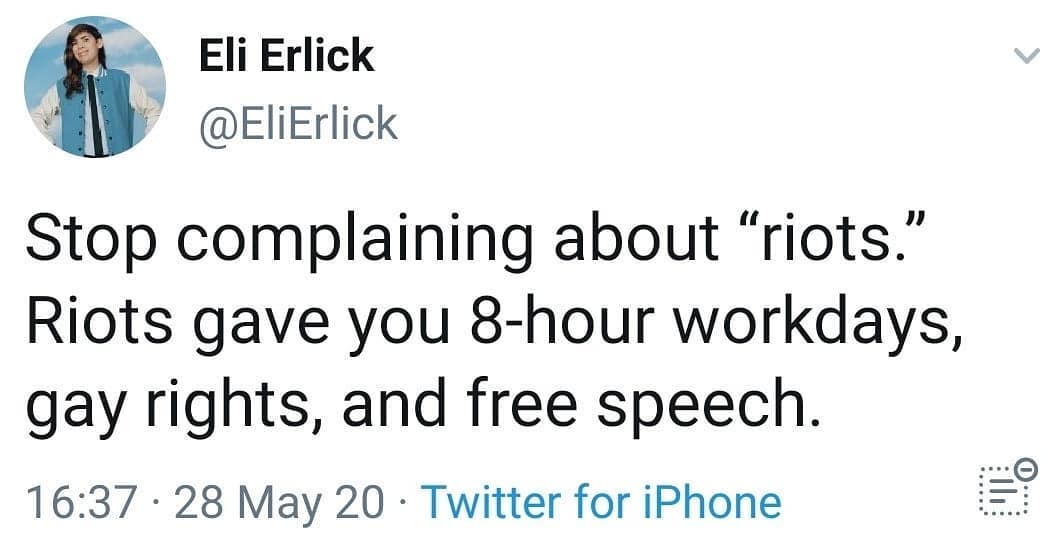 Eli Erlick
@EliErlick
Stop complaining about “riots.”
Riots gave you 8-hour workdays,
gay rights, and free speech.
16:37 · 28 May 20 · Twitter for iPhone